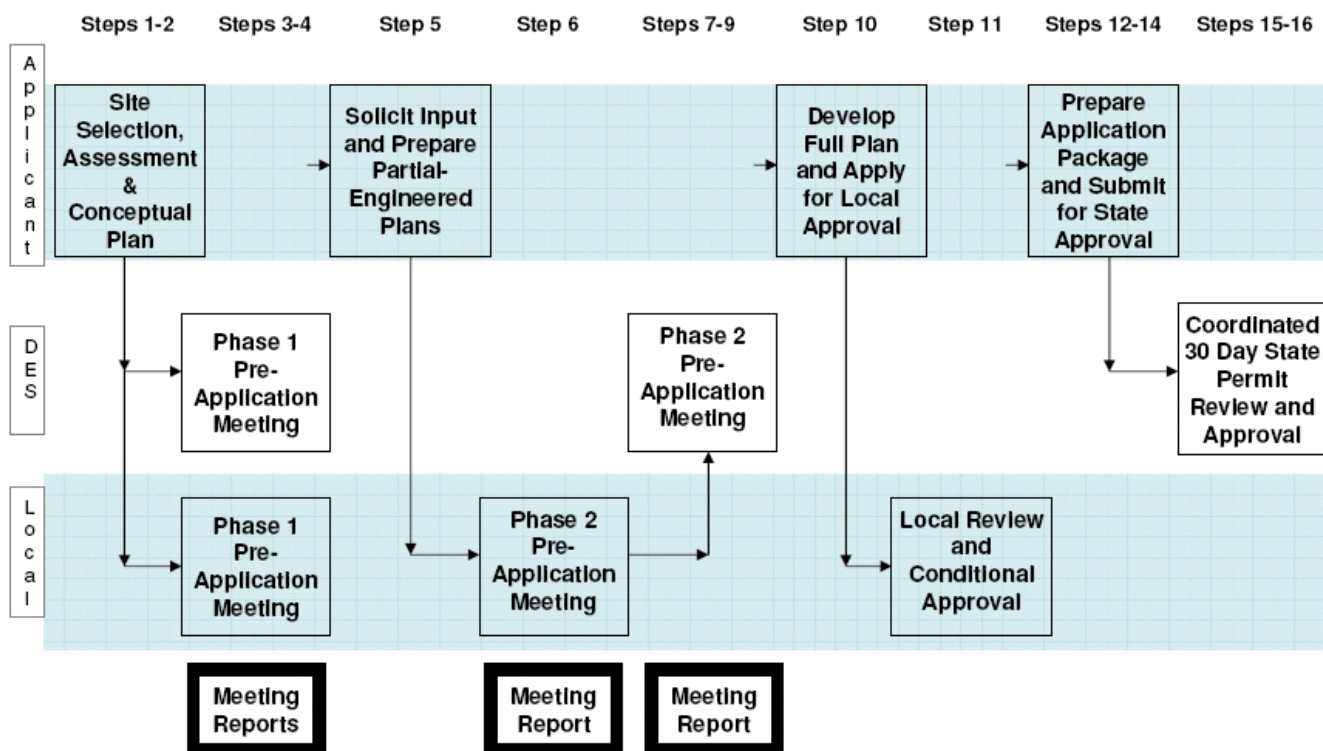 Steps 1-2
Steps 3-4
Step 5
Step 6
Steps 7-9
Step 10
Step 11
Steps 12-14
Steps 15-16
Applicant
Site
Selection,
Assessment
&
Conceptual
Plan
Solicit Input
and Prepare
Partial-
Engineered
Plans
Develop
Full Plan
and Apply
for Local
Approval
Prepare
Application
Package
and Submit
for State
Approval
DES
Phase 1
Pre-
Application
Meeting
Phase 2
Pre-
Application
Meeting
Coordinated
30 Day State
Permit
Review and
Approval
Local
Phase 1
Pre-
Application
Meeting
Phase 2
Pre-
Application
Meeting
Local Review
and
Conditional
Approval
Meeting
Reports
Meeting
Report
Meeting
Report